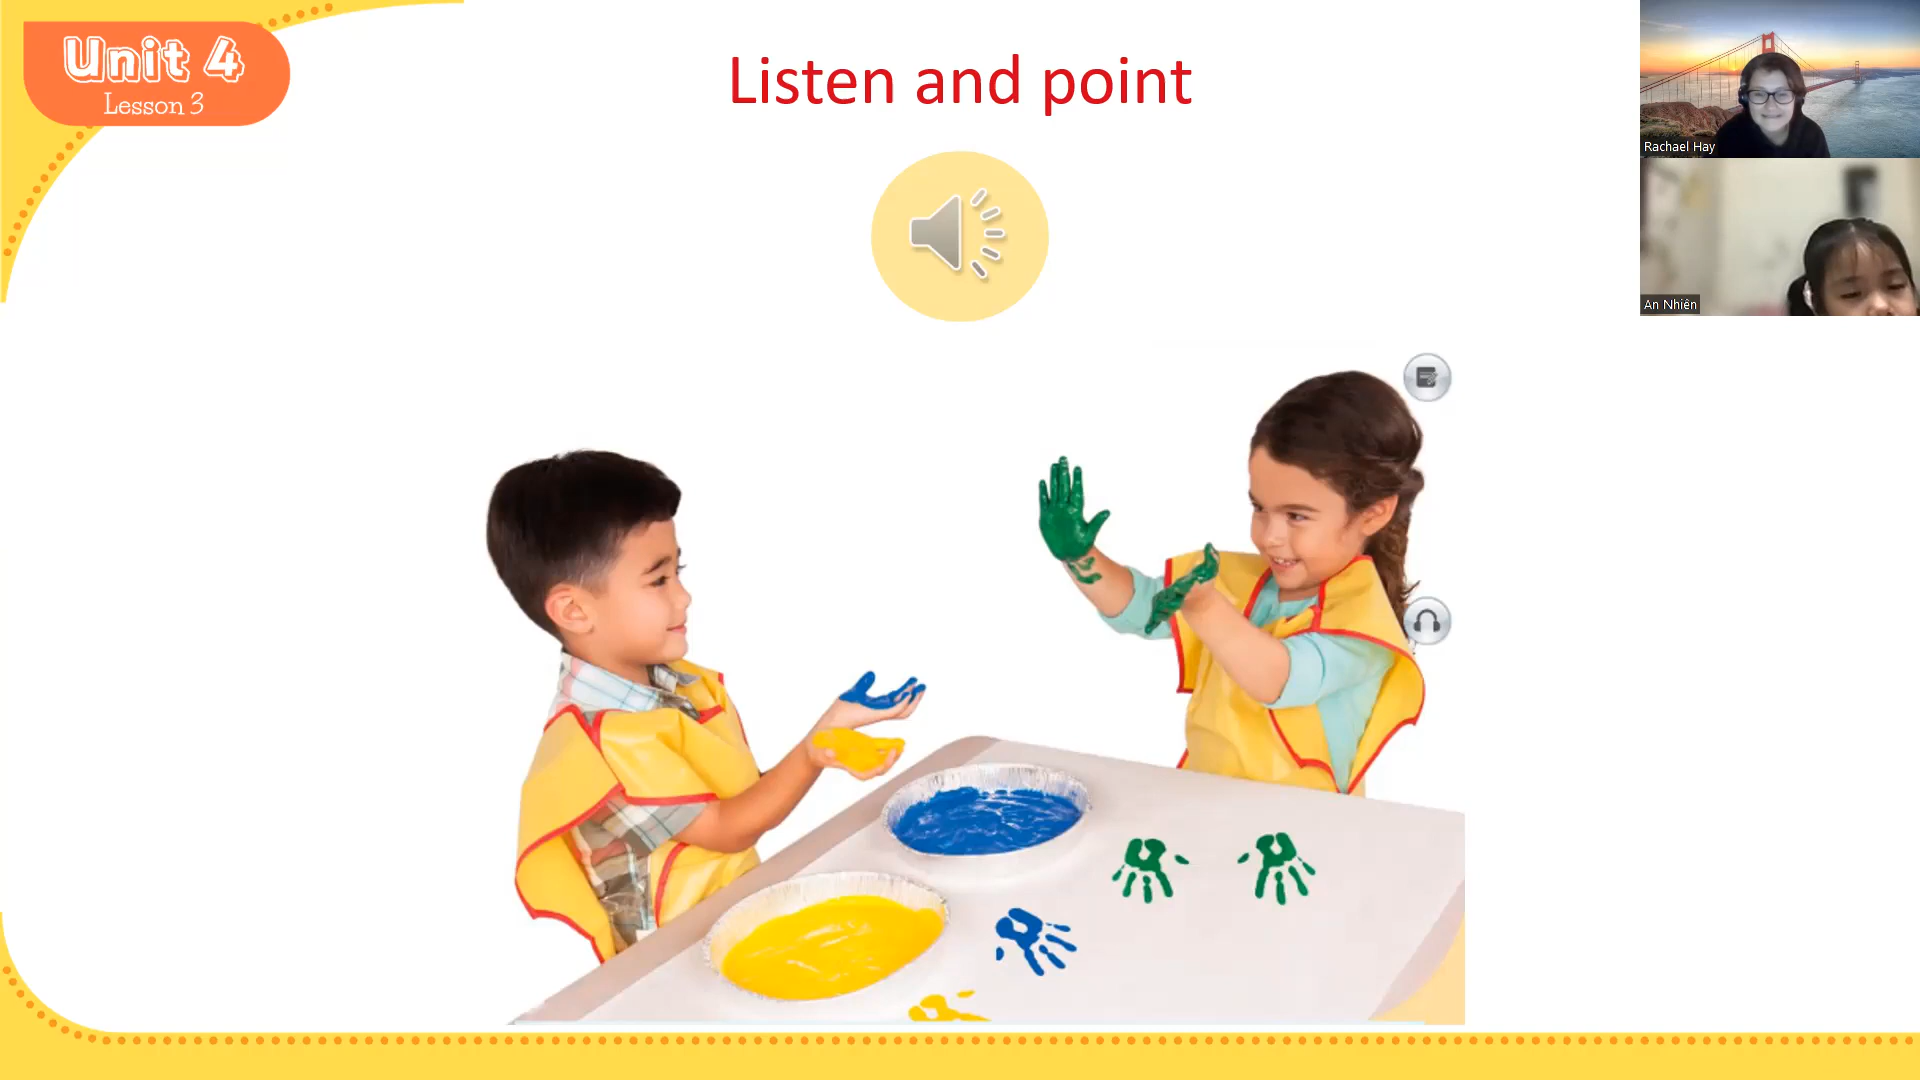 Unit 4
Lesson 3
Listen and point
Rachael Hay
An Nhiên